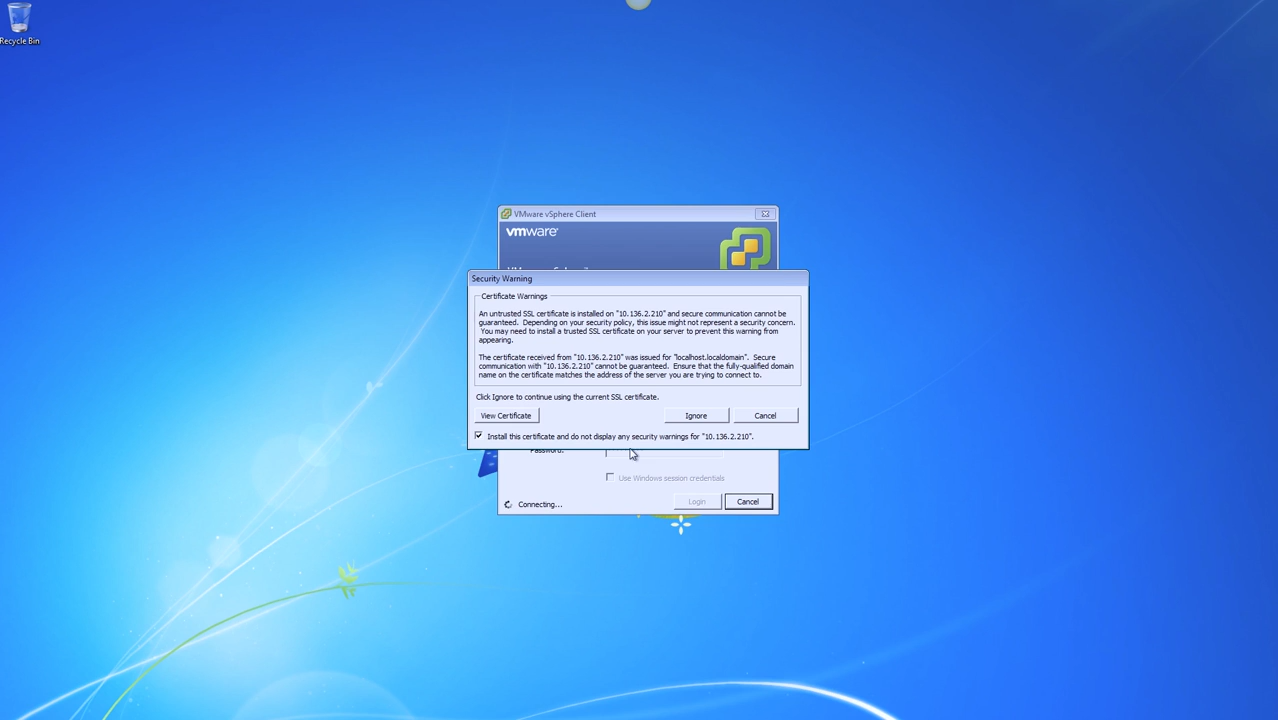 Recycle Bin
VMware vSphere Client
vmware
Security Warning
Certificate Warnings
An untrusted SSL certificate is installed on "10.136.2.210" and secure communication cannot be
guaranteed. Depending on your security policy, this issue might not represent a security concern.
You may need to install a trusted SSL certificate on your server to prevent this warning from
appearing.
The certificate received from "10.136.2.210" was issued for "localhost.localdomain". Secure
communication with "10.136.2.210" cannot be guaranteed. Ensure that the fully-qualified domain
name on the certificate matches the address of the server you are trying to connect to.
Click Ignore to continue using the current SSL certificate.
View Certificate
Ignore
Cancel
Install this certificate and do not display any security warnings for "10.136.2.210".
Password:
Use Windows session credentials
Connecting...
Login
Cancel